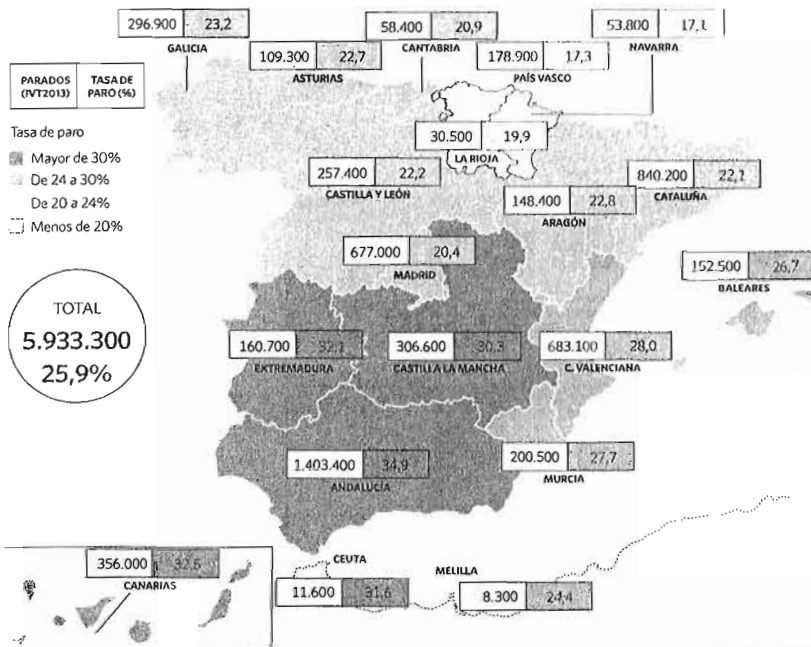 296.900 23,2
GALICIA
58.400 20,9
CANTABRIA
53.800 17,1
NAVARRA
109.300 22,7
ASTURIAS
178.900 17,3
PAÍS VASCO
PARADOS (IVT2013)
TASA DE PARO (%)
Tasa de paro
Mayor de 30%
De 24 a 30%
De 20 a 24%
Menos de 20%
30.500 19,9
LA RIOJA
257.400 22,2
CASTILLA Y LEÓN
148.400 22,8
ARAGÓN
840.200 22,1
CATALUÑA
677.000 20,4
MADRID
152.500 26,7
BALEARES
TOTAL
5.933.300
25,9%
160.700 32,1
EXTREMADURA
306.600 30,3
CASTILLA LA MANCHA
683.100 28,0
C. VALENCIANA
1.403.400 34,9
ANDALUCÍA
200.500 27,7
MURCIA
356.000 32,5
CANARIAS
CEUTA
11.600 31,6
MELILLA
8.300 24,4